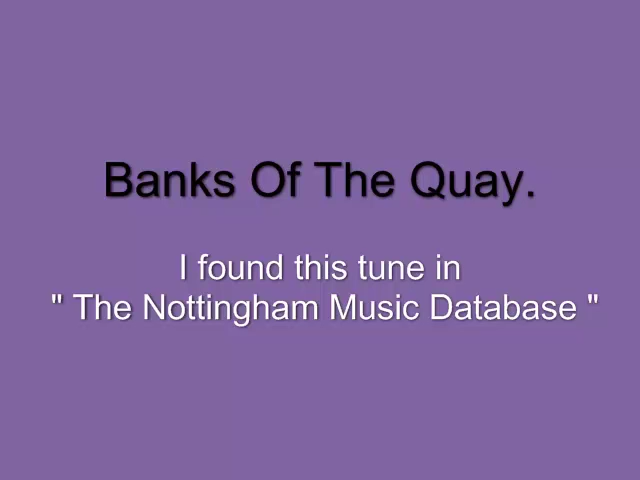 Banks Of The Quay.
I found this tune in
" The Nottingham Music Database "